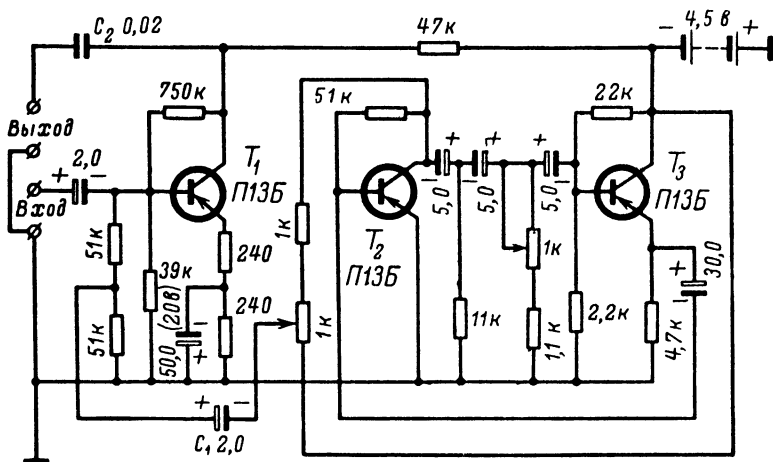 C₂ 0,02
47к
4,5 в
-
+
750к
51к
22к
Выход
2,0
+
-
T₁
П13Б
+
-
5,0
+
-
5,0
+
-
5,0
T₃
П13Б
Вход
51к
240
1к
T₂
П13Б
1к
30,0
+
-
39к
240
51к
50,0 (20в)
-
+
1к
11к
1,1к
2,2к
4,7к
+
-
C₁ 2,0